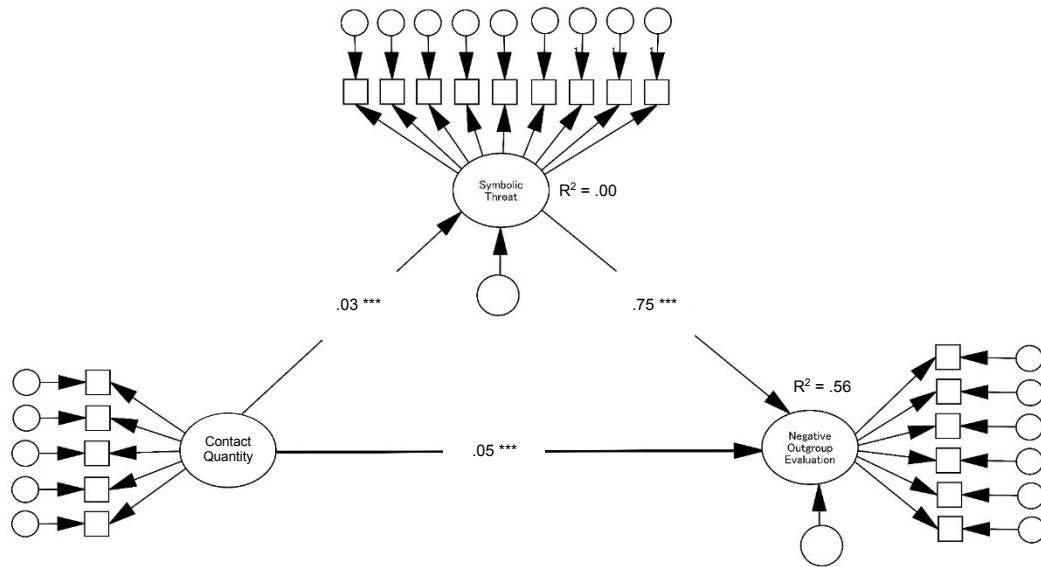 1
1
1
Symbolic
Threat
R² = .00
.03 ***
.75 ***
R² = .56
Contact
Quantity
.05 ***
Negative
Outgroup
Evaluation